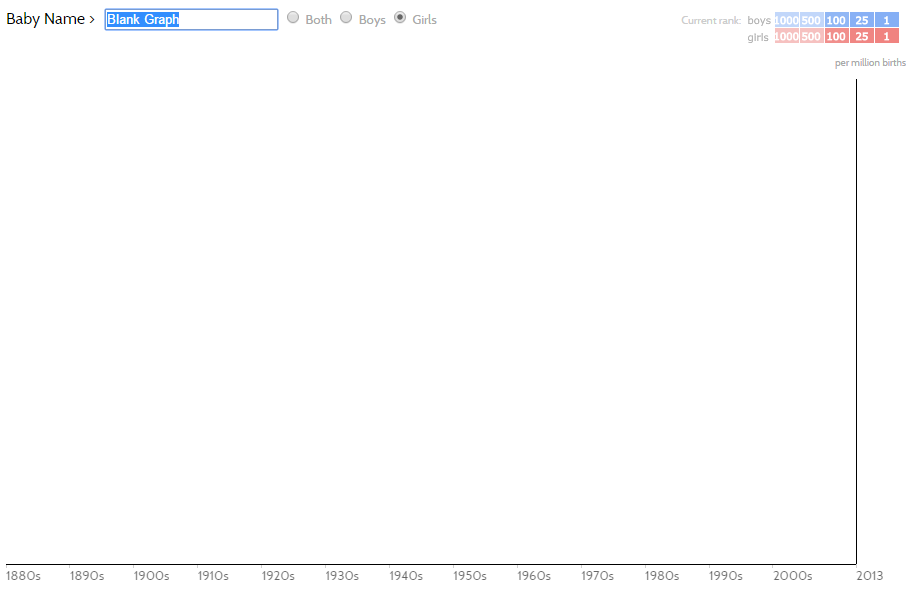 Baby Name > Blank Graph Both Boys Girls Current rank: boys 1000 500 100 25 1
girls 1000 500 100 25 1
per million births
1880s 1890s 1900s 1910s 1920s 1930s 1940s 1950s 1960s 1970s 1980s 1990s 2000s 2013